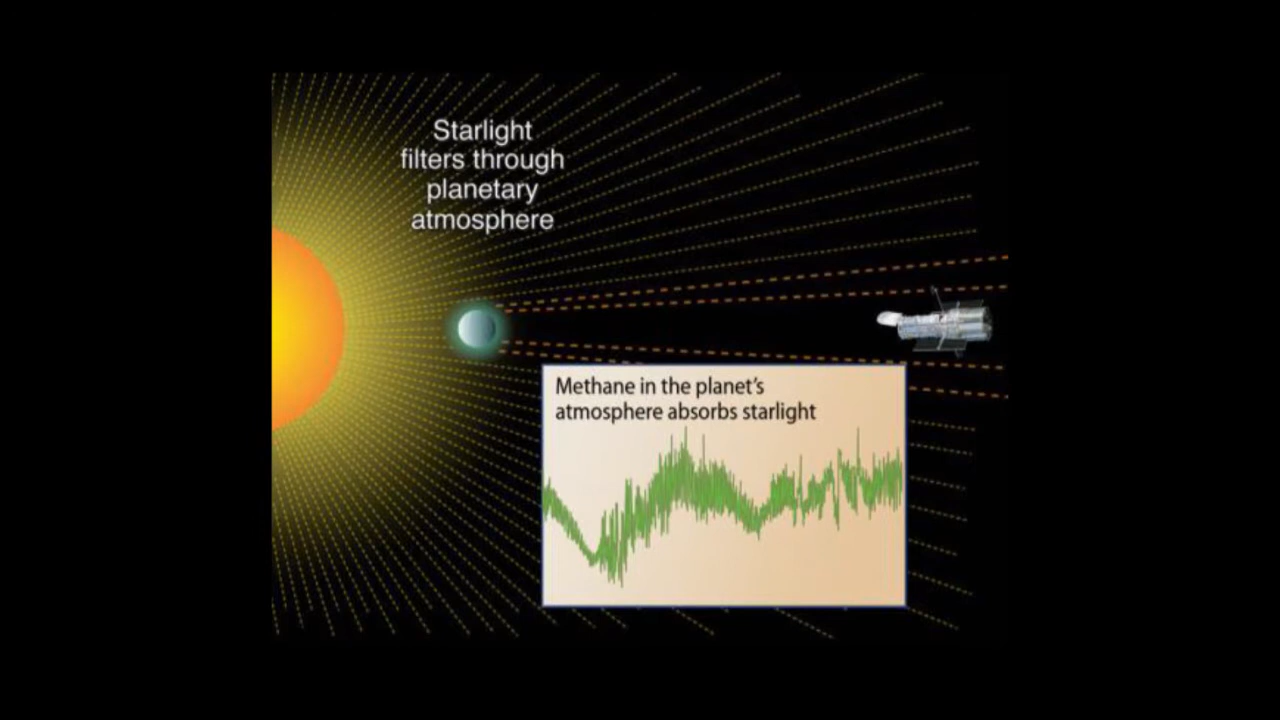 Starlight
filters through
planetary
atmosphere
Methane in the planet's
atmosphere absorbs starlight